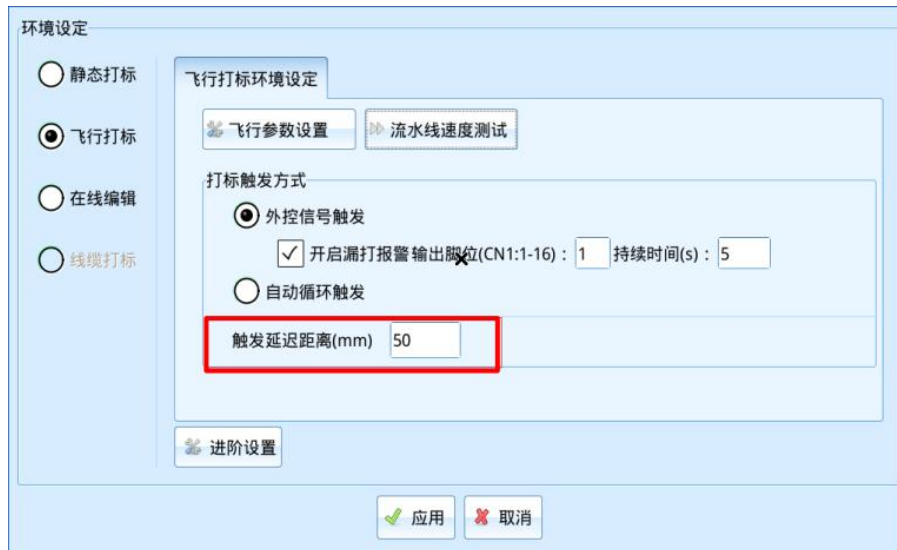 环境设定
静态打标
飞行打标环境设定
飞行打标
飞行参数设置
流水线速度测试
打标触发方式
在线编辑
外控信号触发
开启漏打报警输出脚位(CN1:1-16)： 1 持续时间(s)： 5
线缆打标
自动循环触发
触发延迟距离(mm) 50
进阶设置
应用
取消